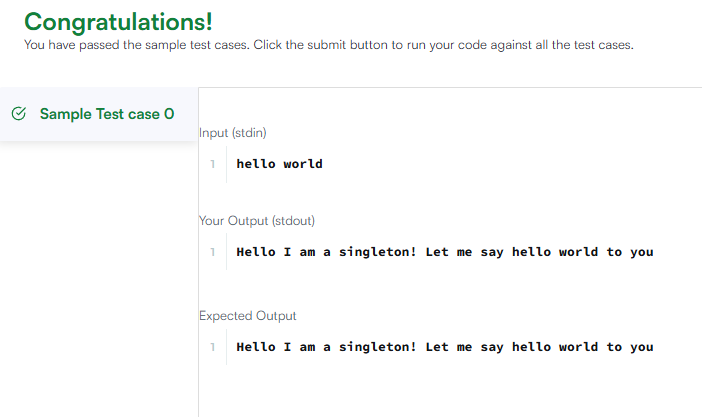 Congratulations!
You have passed the sample test cases. Click the submit button to run your code against all the test cases.
Sample Test case 0
Input (stdin)
1 hello world
Your Output (stdout)
1 Hello I am a singleton! Let me say hello world to you
Expected Output
1 Hello I am a singleton! Let me say hello world to you